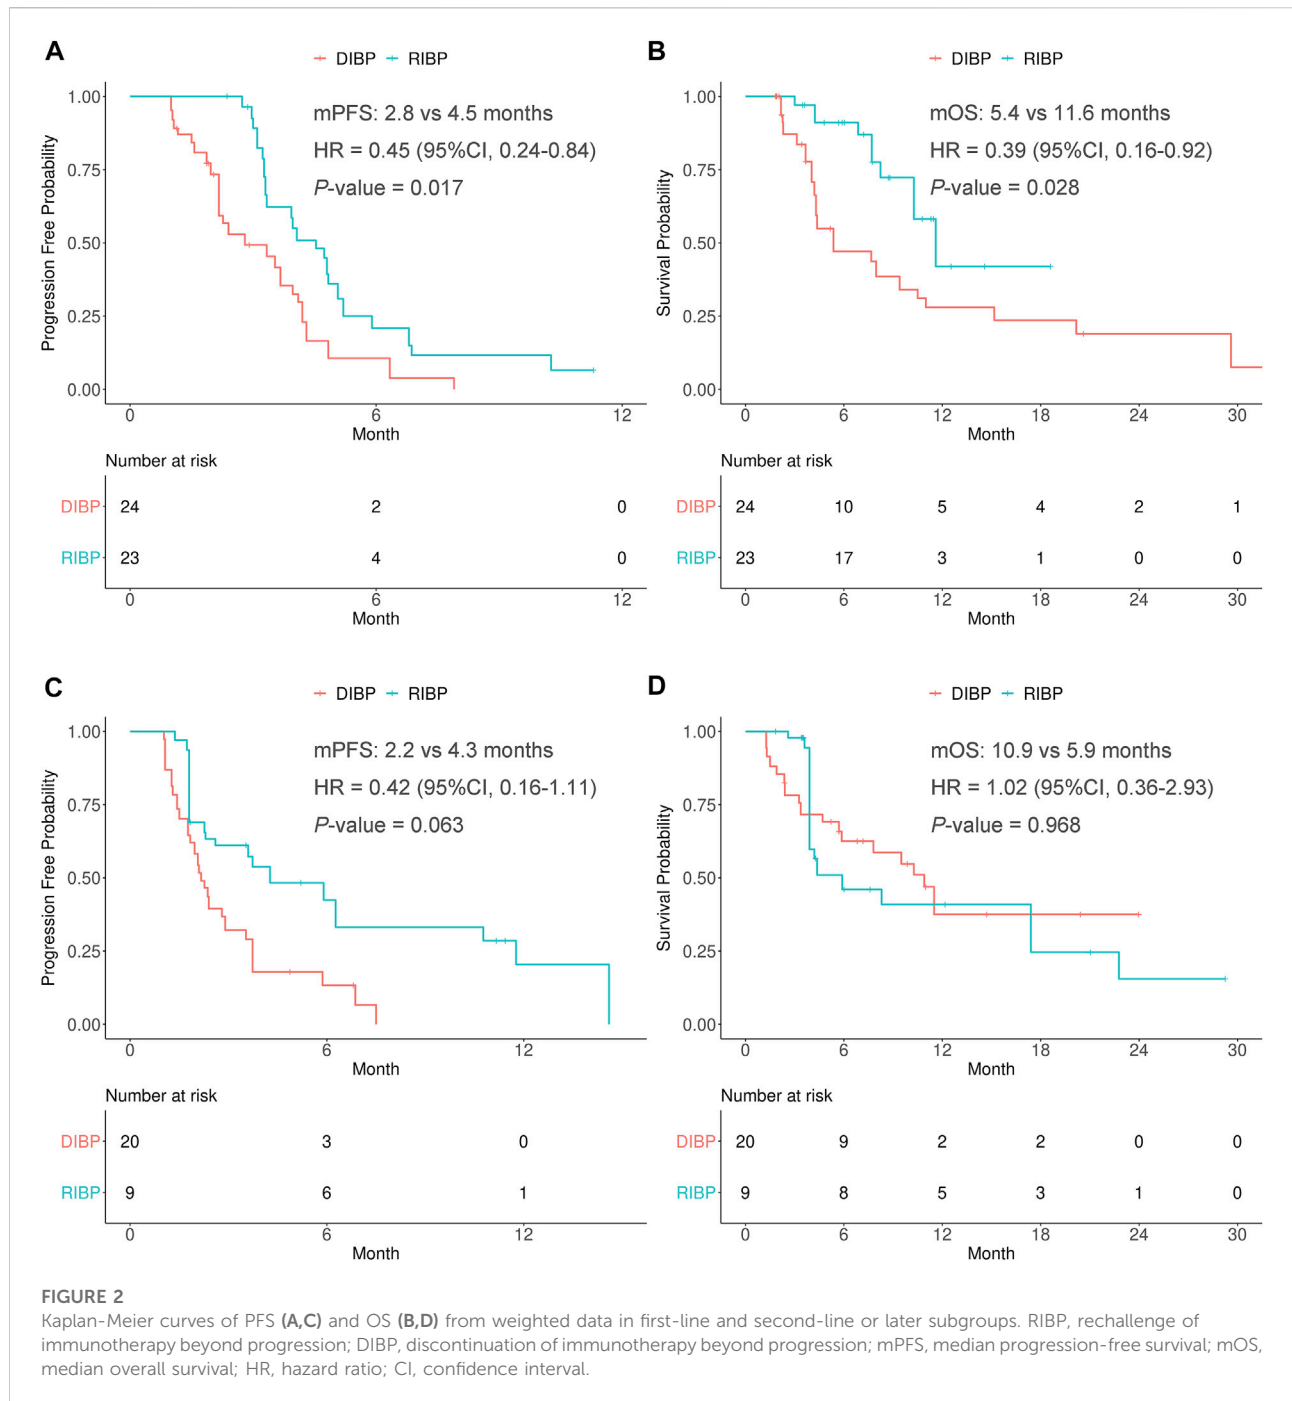 A
DIBP RIBP
mPFS: 2.8 vs 4.5 months
HR = 0.45 (95%CI, 0.24-0.84)
P-value = 0.017
Progression Free Probability
1.00
0.75
0.50
0.25
0.00
0 6 12
Month
Number at risk
DIBP 24 2 0
RIBP 23 4 0
0 6 12
Month
B
DIBP RIBP
mOS: 5.4 vs 11.6 months
HR = 0.39 (95%CI, 0.16-0.92)
P-value = 0.028
Survival Probability
1.00
0.75
0.50
0.25
0.00
0 6 12 18 24 30
Month
Number at risk
DIBP 24 10 5 4 2 1
RIBP 23 17 3 1 0 0
0 6 12 18 24 30
Month
C
DIBP RIBP
mPFS: 2.2 vs 4.3 months
HR = 0.42 (95%CI, 0.16-1.11)
P-value = 0.063
Progression Free Probability
1.00
0.75
0.50
0.25
0.00
0 6 12
Month
Number at risk
DIBP 20 3 0
RIBP 9 6 1
0 6 12
Month
D
DIBP RIBP
mOS: 10.9 vs 5.9 months
HR = 1.02 (95%CI, 0.36-2.93)
P-value = 0.968
Survival Probability
1.00
0.75
0.50
0.25
0.00
0 6 12 18 24 30
Month
Number at risk
DIBP 20 9 2 2 0 0
RIBP 9 8 5 3 1 0
0 6 12 18 24 30
Month
FIGURE 2
Kaplan-Meier curves of PFS (A,C) and OS (B,D) from weighted data in first-line and second-line or later subgroups. RIBP, rechallenge of
immunotherapy beyond progression; DIBP, discontinuation of immunotherapy beyond progression; mPFS, median progression-free survival; mOS,
median overall survival; HR, hazard ratio; CI, confidence interval.